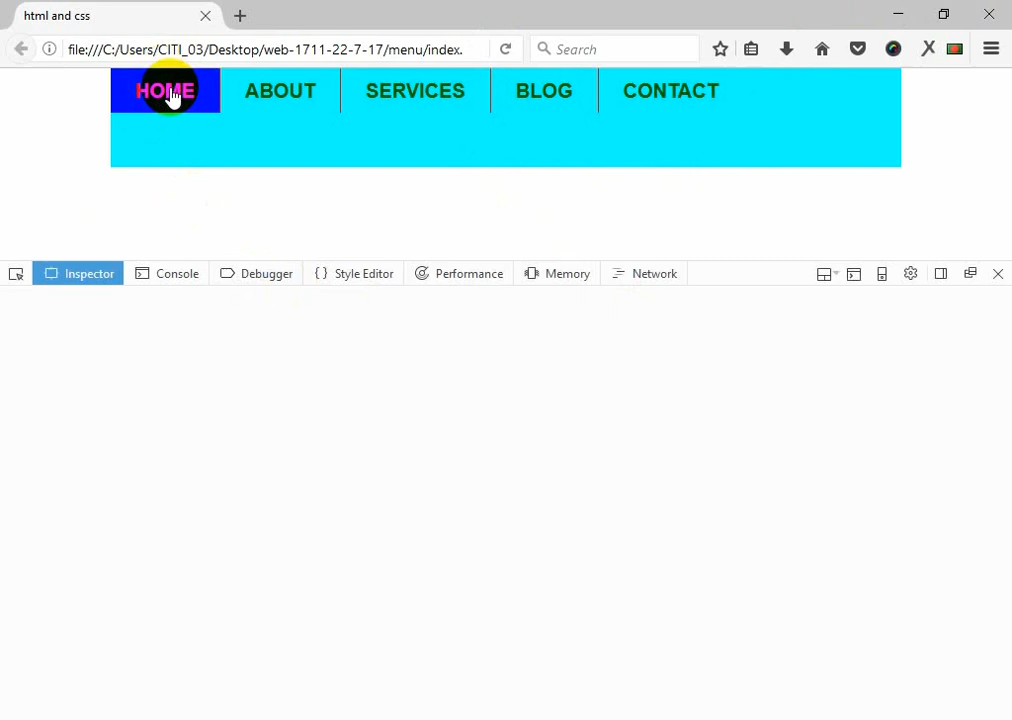 html and css
file:///C:/Users/CITI_03/Desktop/web-1711-22-7-17/menu/index.
Search
HOME ABOUT SERVICES BLOG CONTACT
Inspector Console Debugger { } Style Editor Performance Memory Network